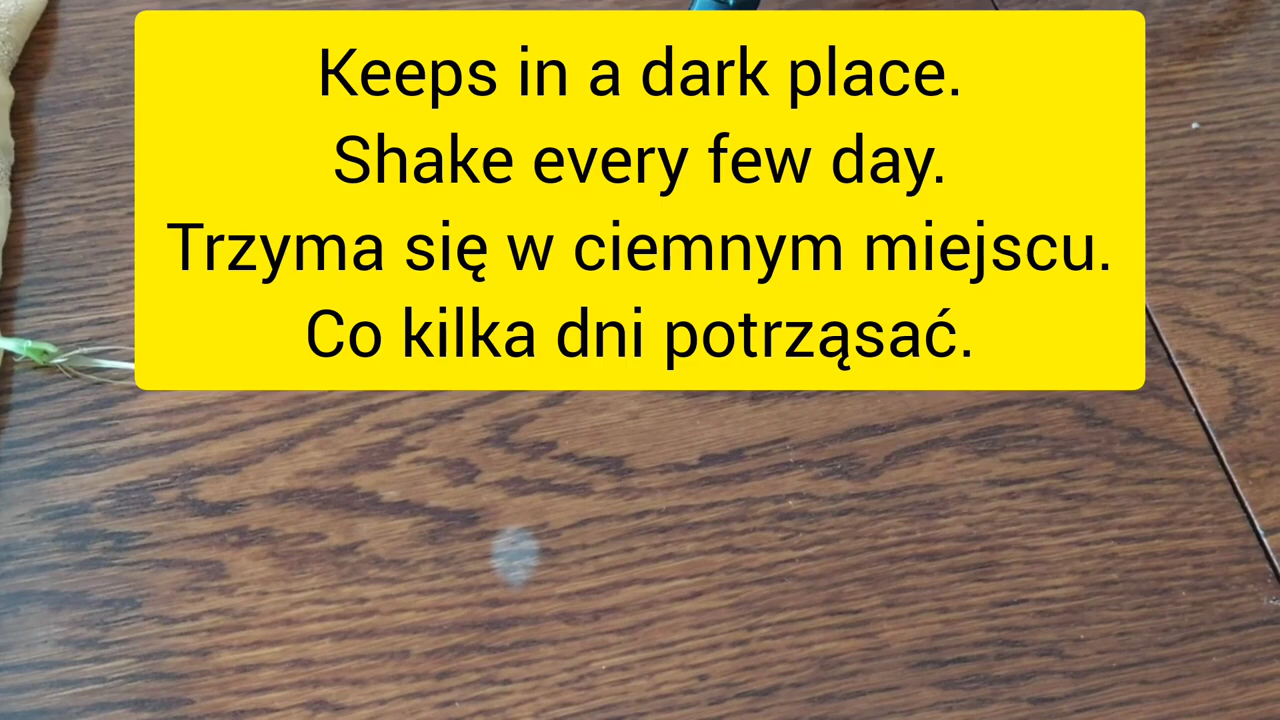 Keeps in a dark place.
Shake every few day.
Trzyma się w ciemnym miejscu.
Co kilka dni potrząsać.